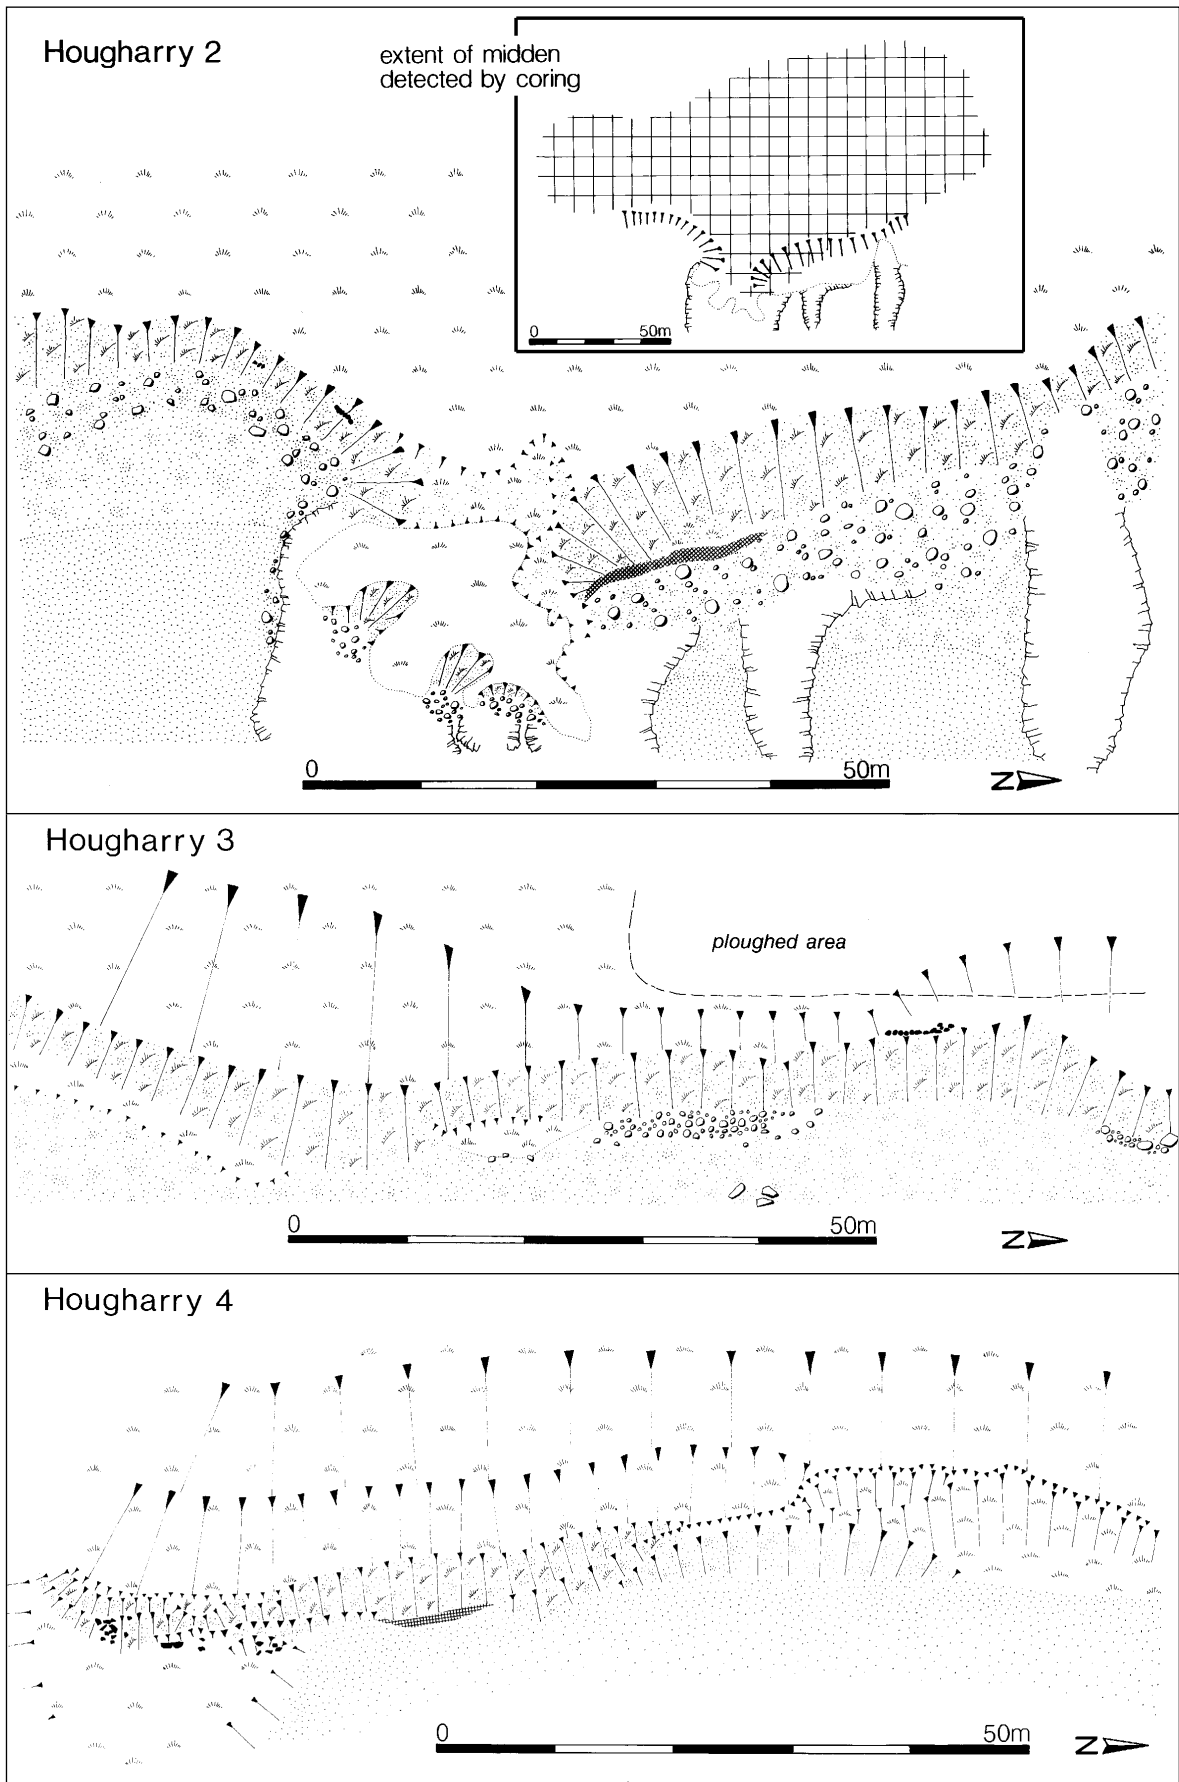 Hougharry 2
extent of midden
detected by coring
0 50m
0 50m
N
Hougharry 3
ploughed area
0 50m
N
Hougharry 4
0 50m
N